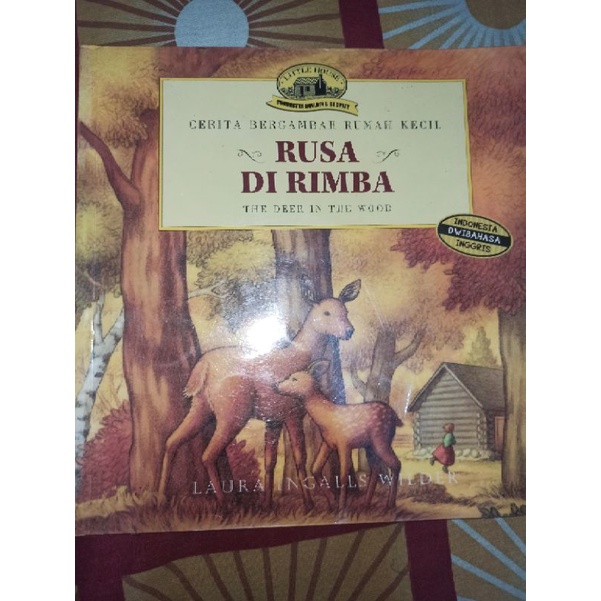 LITTLE HOUSE
CERITA BERGAMBAR RUMAH KECIL
RUSA
DI RIMBA
THE DEER IN THE WOOD
INDONESIA
DWIBAHASA
INGGRIS
LAURA INGALLS WILDER